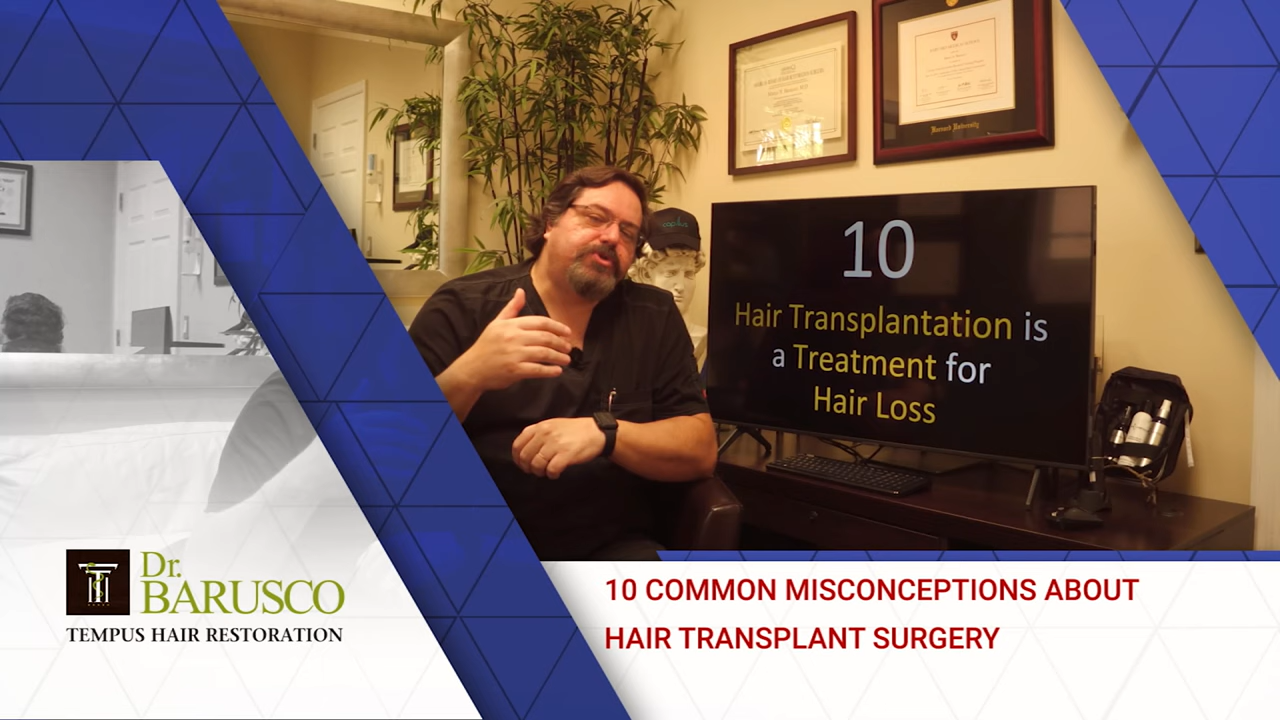 10
Hair Transplantation is
a Treatment for
Hair Loss
Dr.
BARUSCO
TEMPUS HAIR RESTORATION
10 COMMON MISCONCEPTIONS ABOUT
HAIR TRANSPLANT SURGERY